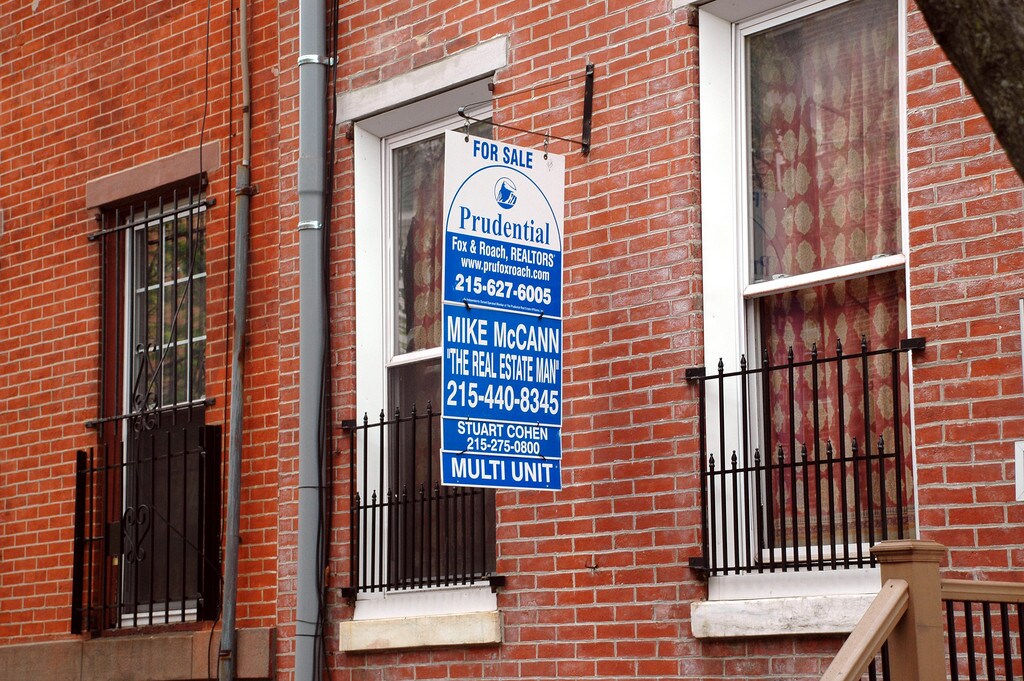 FOR SALE
Prudential
Fox & Roach, REALTORS®
www.prufoxroach.com
215-627-6005
MIKE McCANN
"THE REAL ESTATE MAN"
215-440-8345
STUART COHEN
215-275-0800
MULTI UNIT